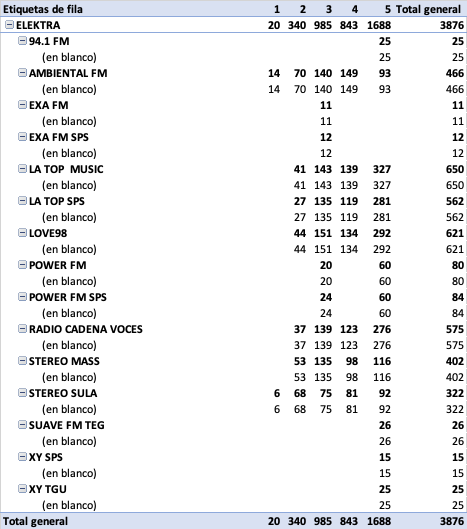 Etiquetas de fila 1 2 3 4 5 Total general
ELEKTRA 20 340 985 843 1688 3876
94.1 FM 25 25
(en blanco) 25 25
AMBIENTAL FM 14 70 140 149 93 466
(en blanco) 14 70 140 149 93 466
EXA FM 11 11
(en blanco) 11 11
EXA FM SPS 12 12
(en blanco) 12 12
LA TOP MUSIC 41 143 139 327 650
(en blanco) 41 143 139 327 650
LA TOP SPS 27 135 119 281 562
(en blanco) 27 135 119 281 562
LOVE98 44 151 134 292 621
(en blanco) 44 151 134 292 621
POWER FM 20 60 80
(en blanco) 20 60 80
POWER FM SPS 24 60 84
(en blanco) 24 60 84
RADIO CADENA VOCES 37 139 123 276 575
(en blanco) 37 139 123 276 575
STEREO MASS 53 135 98 116 402
(en blanco) 53 135 98 116 402
STEREO SULA 6 68 75 81 92 322
(en blanco) 6 68 75 81 92 322
SUAVE FM TEG 26 26
(en blanco) 26 26
XY SPS 15 15
(en blanco) 15 15
XY TGU 25 25
(en blanco) 25 25
Total general 20 340 985 843 1688 3876